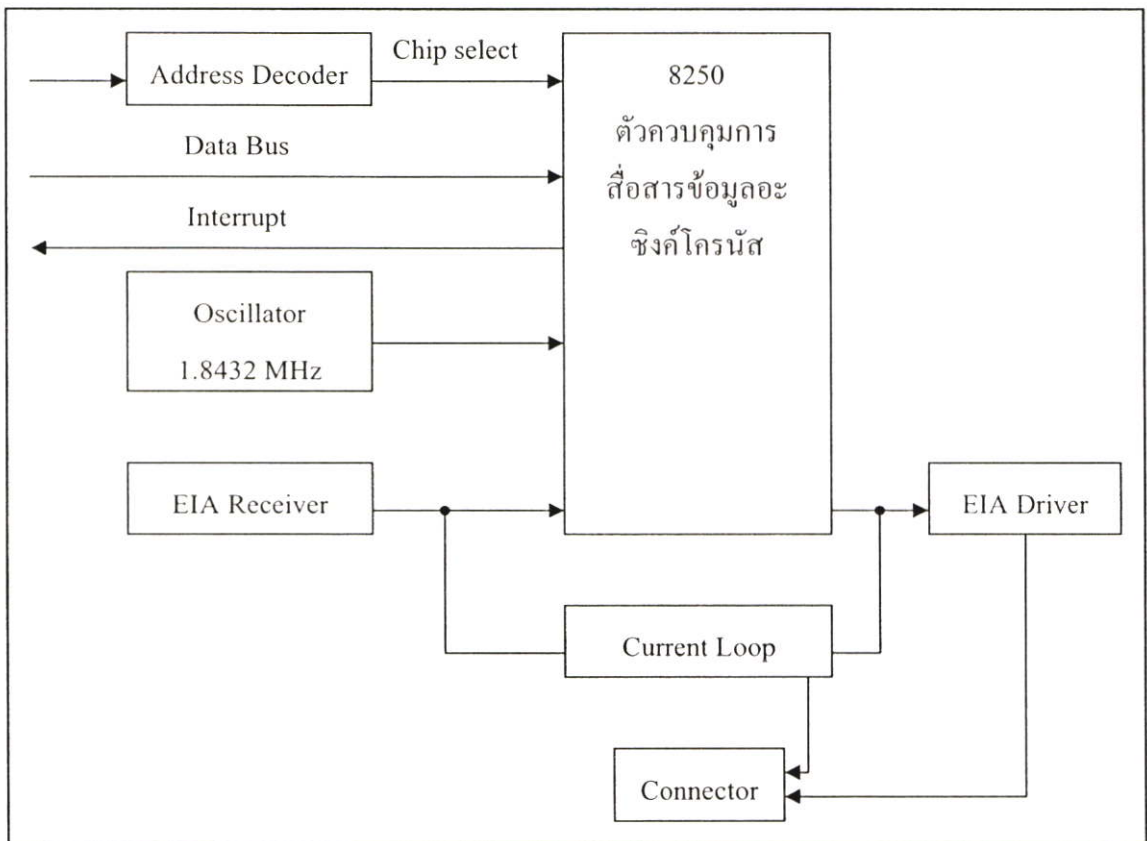 Chip select
Address Decoder
8250
ตัวควบคุมการ
สื่อสารข้อมูลอะ
ซิงค์โครนัส
Data Bus
Interrupt
Oscillator
1.8432 MHz
EIA Receiver
EIA Driver
Current Loop
Connector